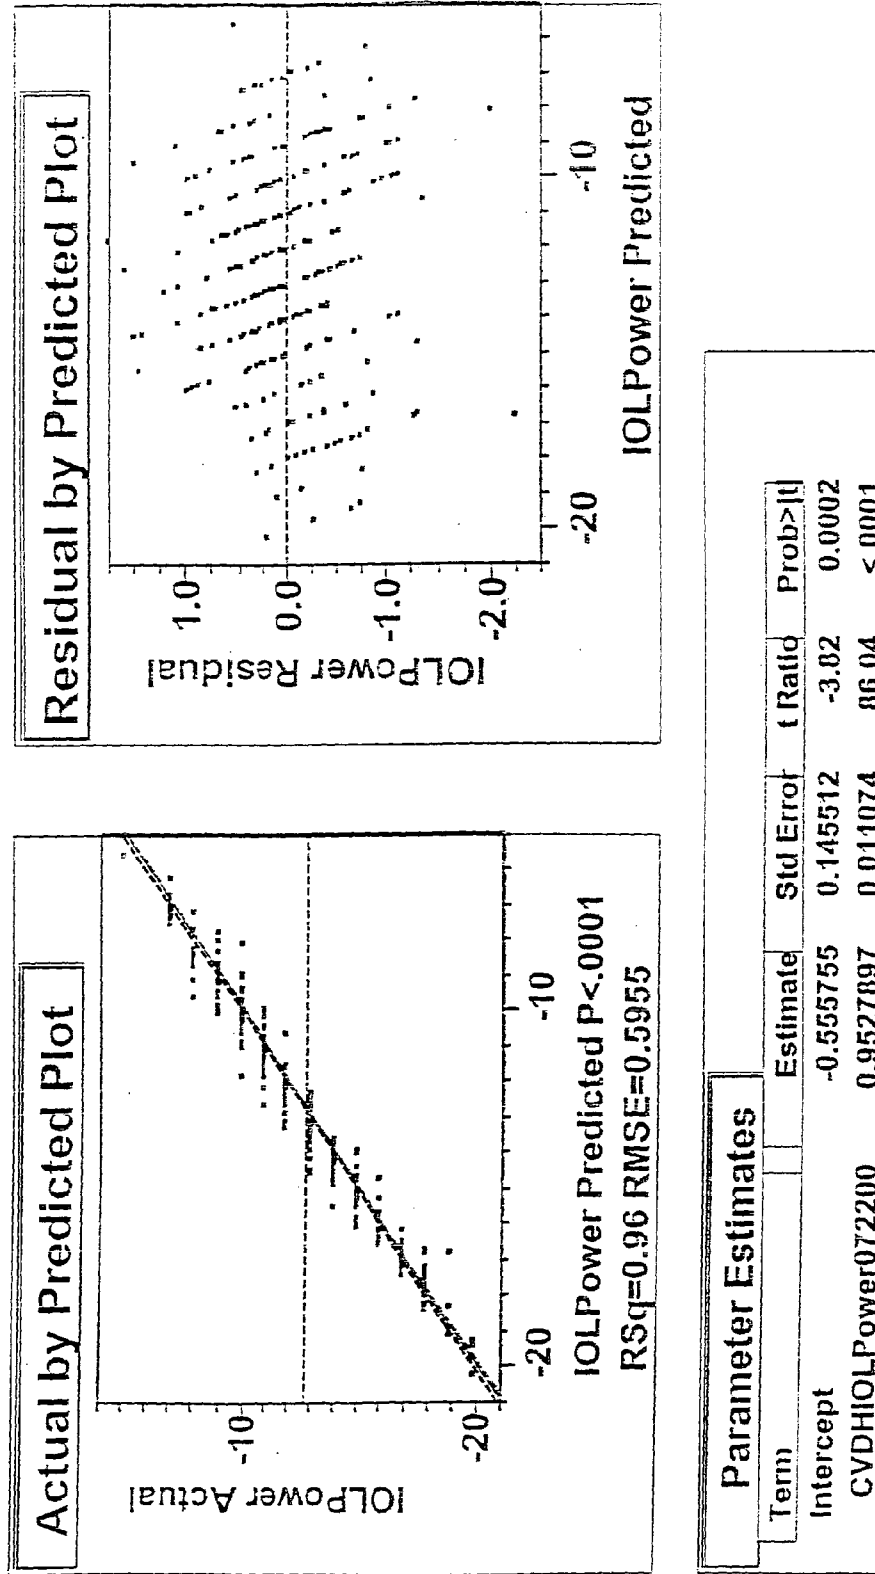 Actual by Predicted Plot
IOLPower Actual
-10
-20
-20
-10
IOLPower Predicted P<.0001
RSq=0.96 RMSE=0.5955
Residual by Predicted Plot
IOLPower Residual
1.0
0.0
-1.0
-2.0
-20
-10
IOLPower Predicted
Parameter Estimates
Term Estimate Std Error t Ratio Prob>|t|
Intercept -0.555755 0.145512 -3.82 0.0002
CVDHIOLPower072200 0.9527897 0.011074 86.04 <.0001